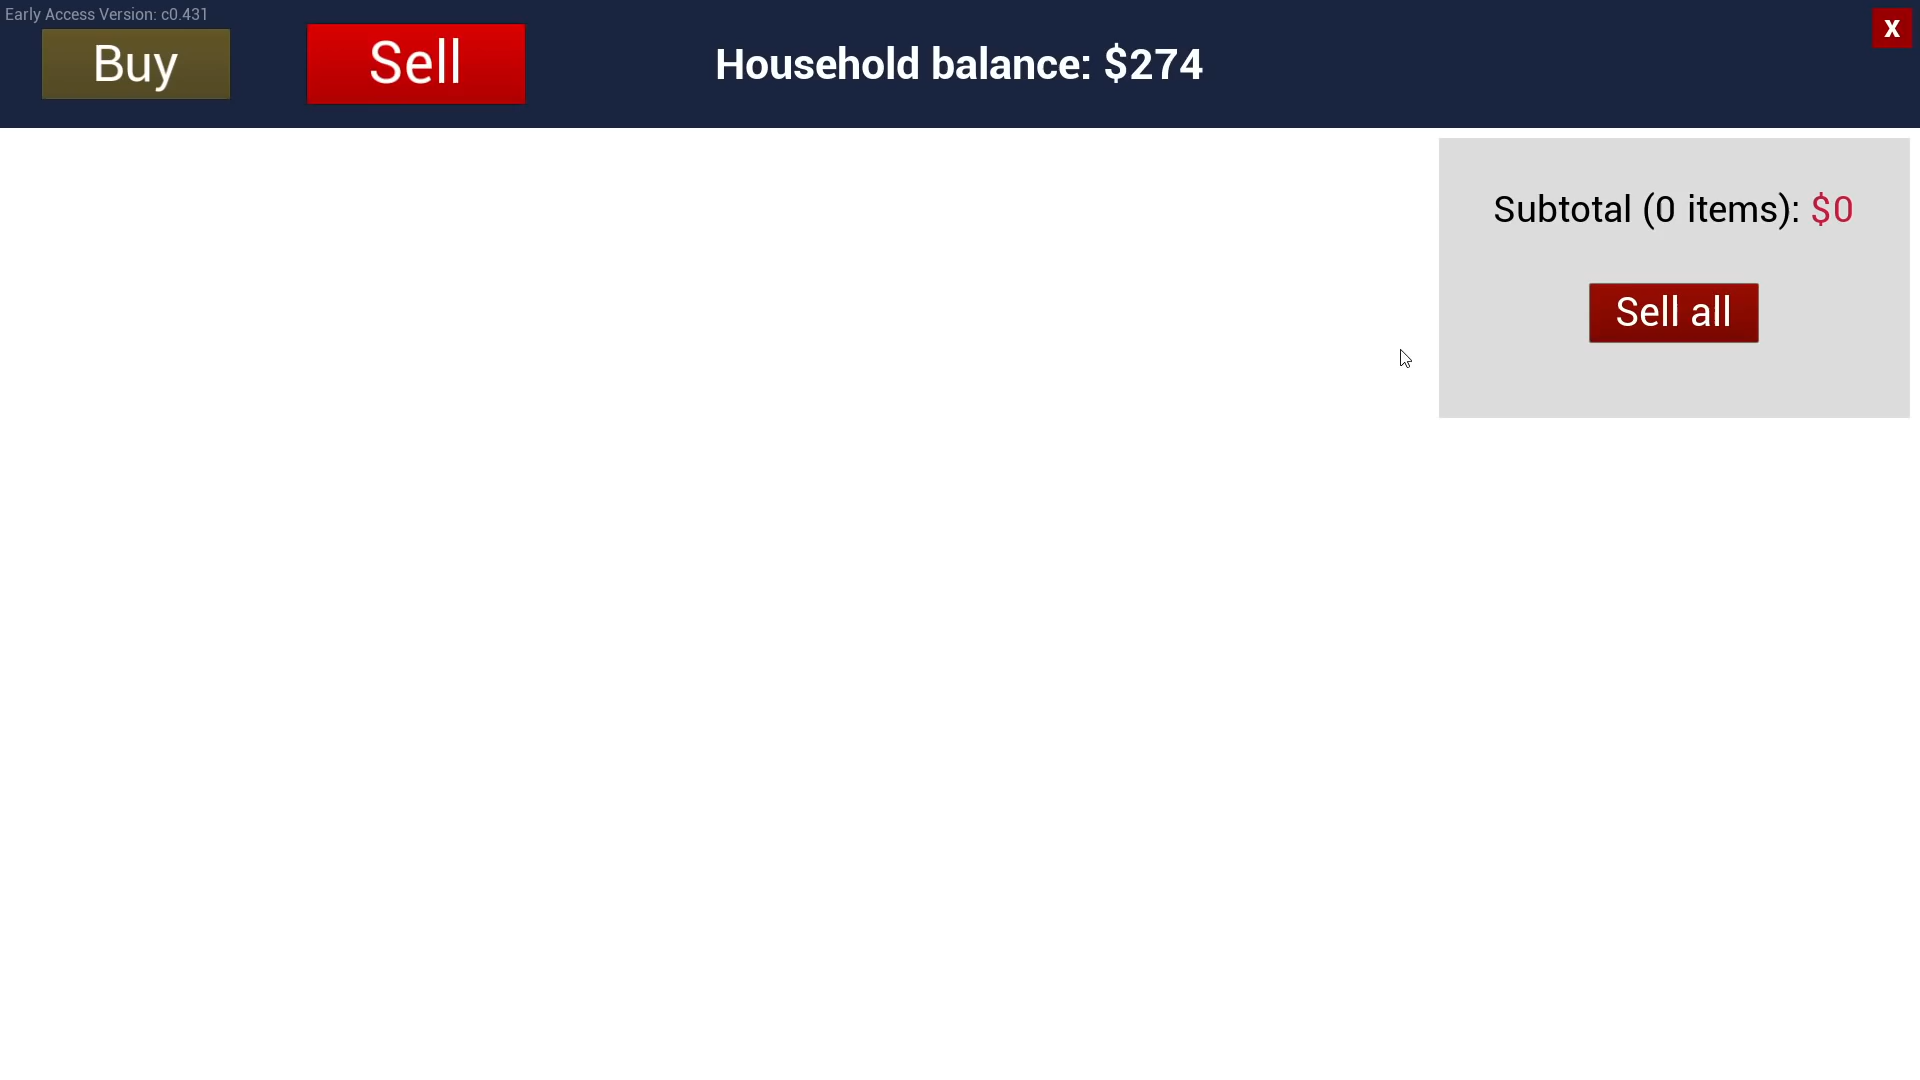 Early Access Version: c0.431
Buy
Sell
Household balance: $274
X
Subtotal (0 items): $0
Sell all